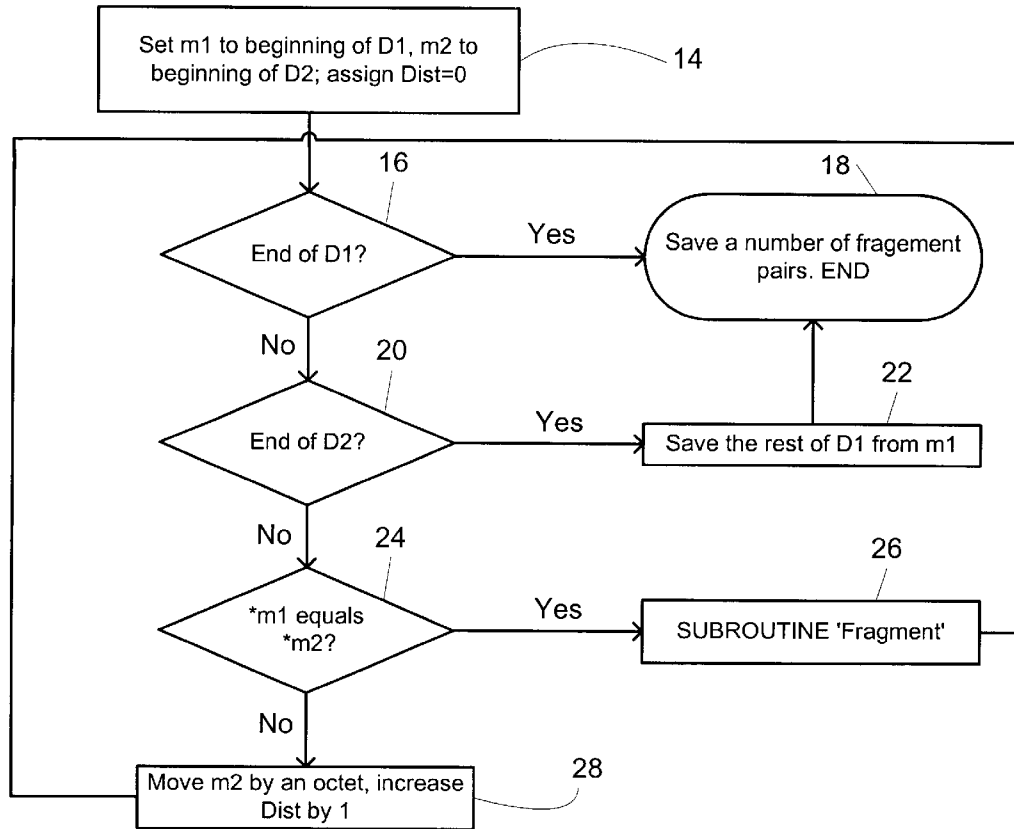 Set m1 to beginning of D1, m2 to
beginning of D2; assign Dist=0
14
16
End of D1?
Yes
18
Save a number of fragement
pairs. END
No
20
End of D2?
Yes
22
Save the rest of D1 from m1
No
24
*m1 equals
*m2?
Yes
26
SUBROUTINE 'Fragment'
No
Move m2 by an octet, increase
Dist by 1
28